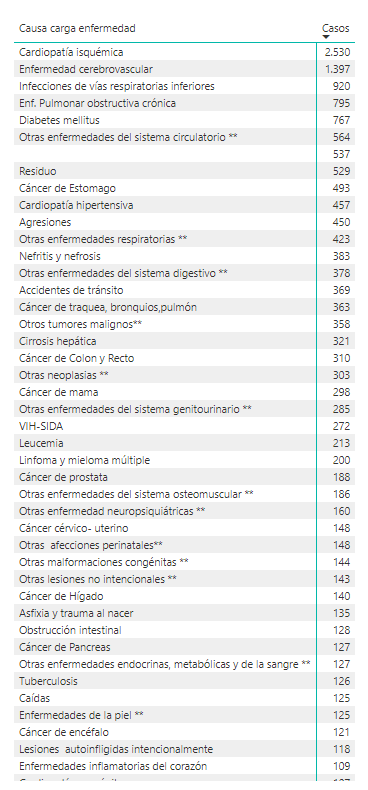 Causa carga enfermedad Casos
Cardiopatía isquémica 2.530
Enfermedad cerebrovascular 1.397
Infecciones de vías respiratorias inferiores 920
Enf. Pulmonar obstructiva crónica 795
Diabetes mellitus 767
Otras enfermedades del sistema circulatorio ** 564
537
Residuo 529
Cáncer de Estomago 493
Cardiopatía hipertensiva 457
Agresiones 450
Otras enfermedades respiratorias ** 423
Nefritis y nefrosis 383
Otras enfermedades del sistema digestivo ** 378
Accidentes de tránsito 369
Cáncer de traquea, bronquios,pulmón 363
Otros tumores malignos** 358
Cirrosis hepática 321
Cáncer de Colon y Recto 310
Otras neoplasias ** 303
Cáncer de mama 298
Otras enfermedades del sistema genitourinario ** 285
VIH-SIDA 272
Leucemia 213
Linfoma y mieloma múltiple 200
Cáncer de prostata 188
Otras enfermedades del sistema osteomuscular ** 186
Otras enfermedad neuropsiquiátricas ** 160
Cáncer cérvico- uterino 148
Otras  afecciones perinatales** 148
Otras malformaciones congénitas ** 144
Otras lesiones no intencionales ** 143
Cáncer de Hígado 140
Asfixia y trauma al nacer 135
Obstrucción intestinal 128
Cáncer de Pancreas 127
Otras enfermedades endocrinas, metabólicas y de la sangre ** 127
Tuberculosis 126
Caídas 125
Enfermedades de la piel ** 125
Cáncer de encéfalo 121
Lesiones  autoinfligidas intencionalmente 118
Enfermedades inflamatorias del corazón 109